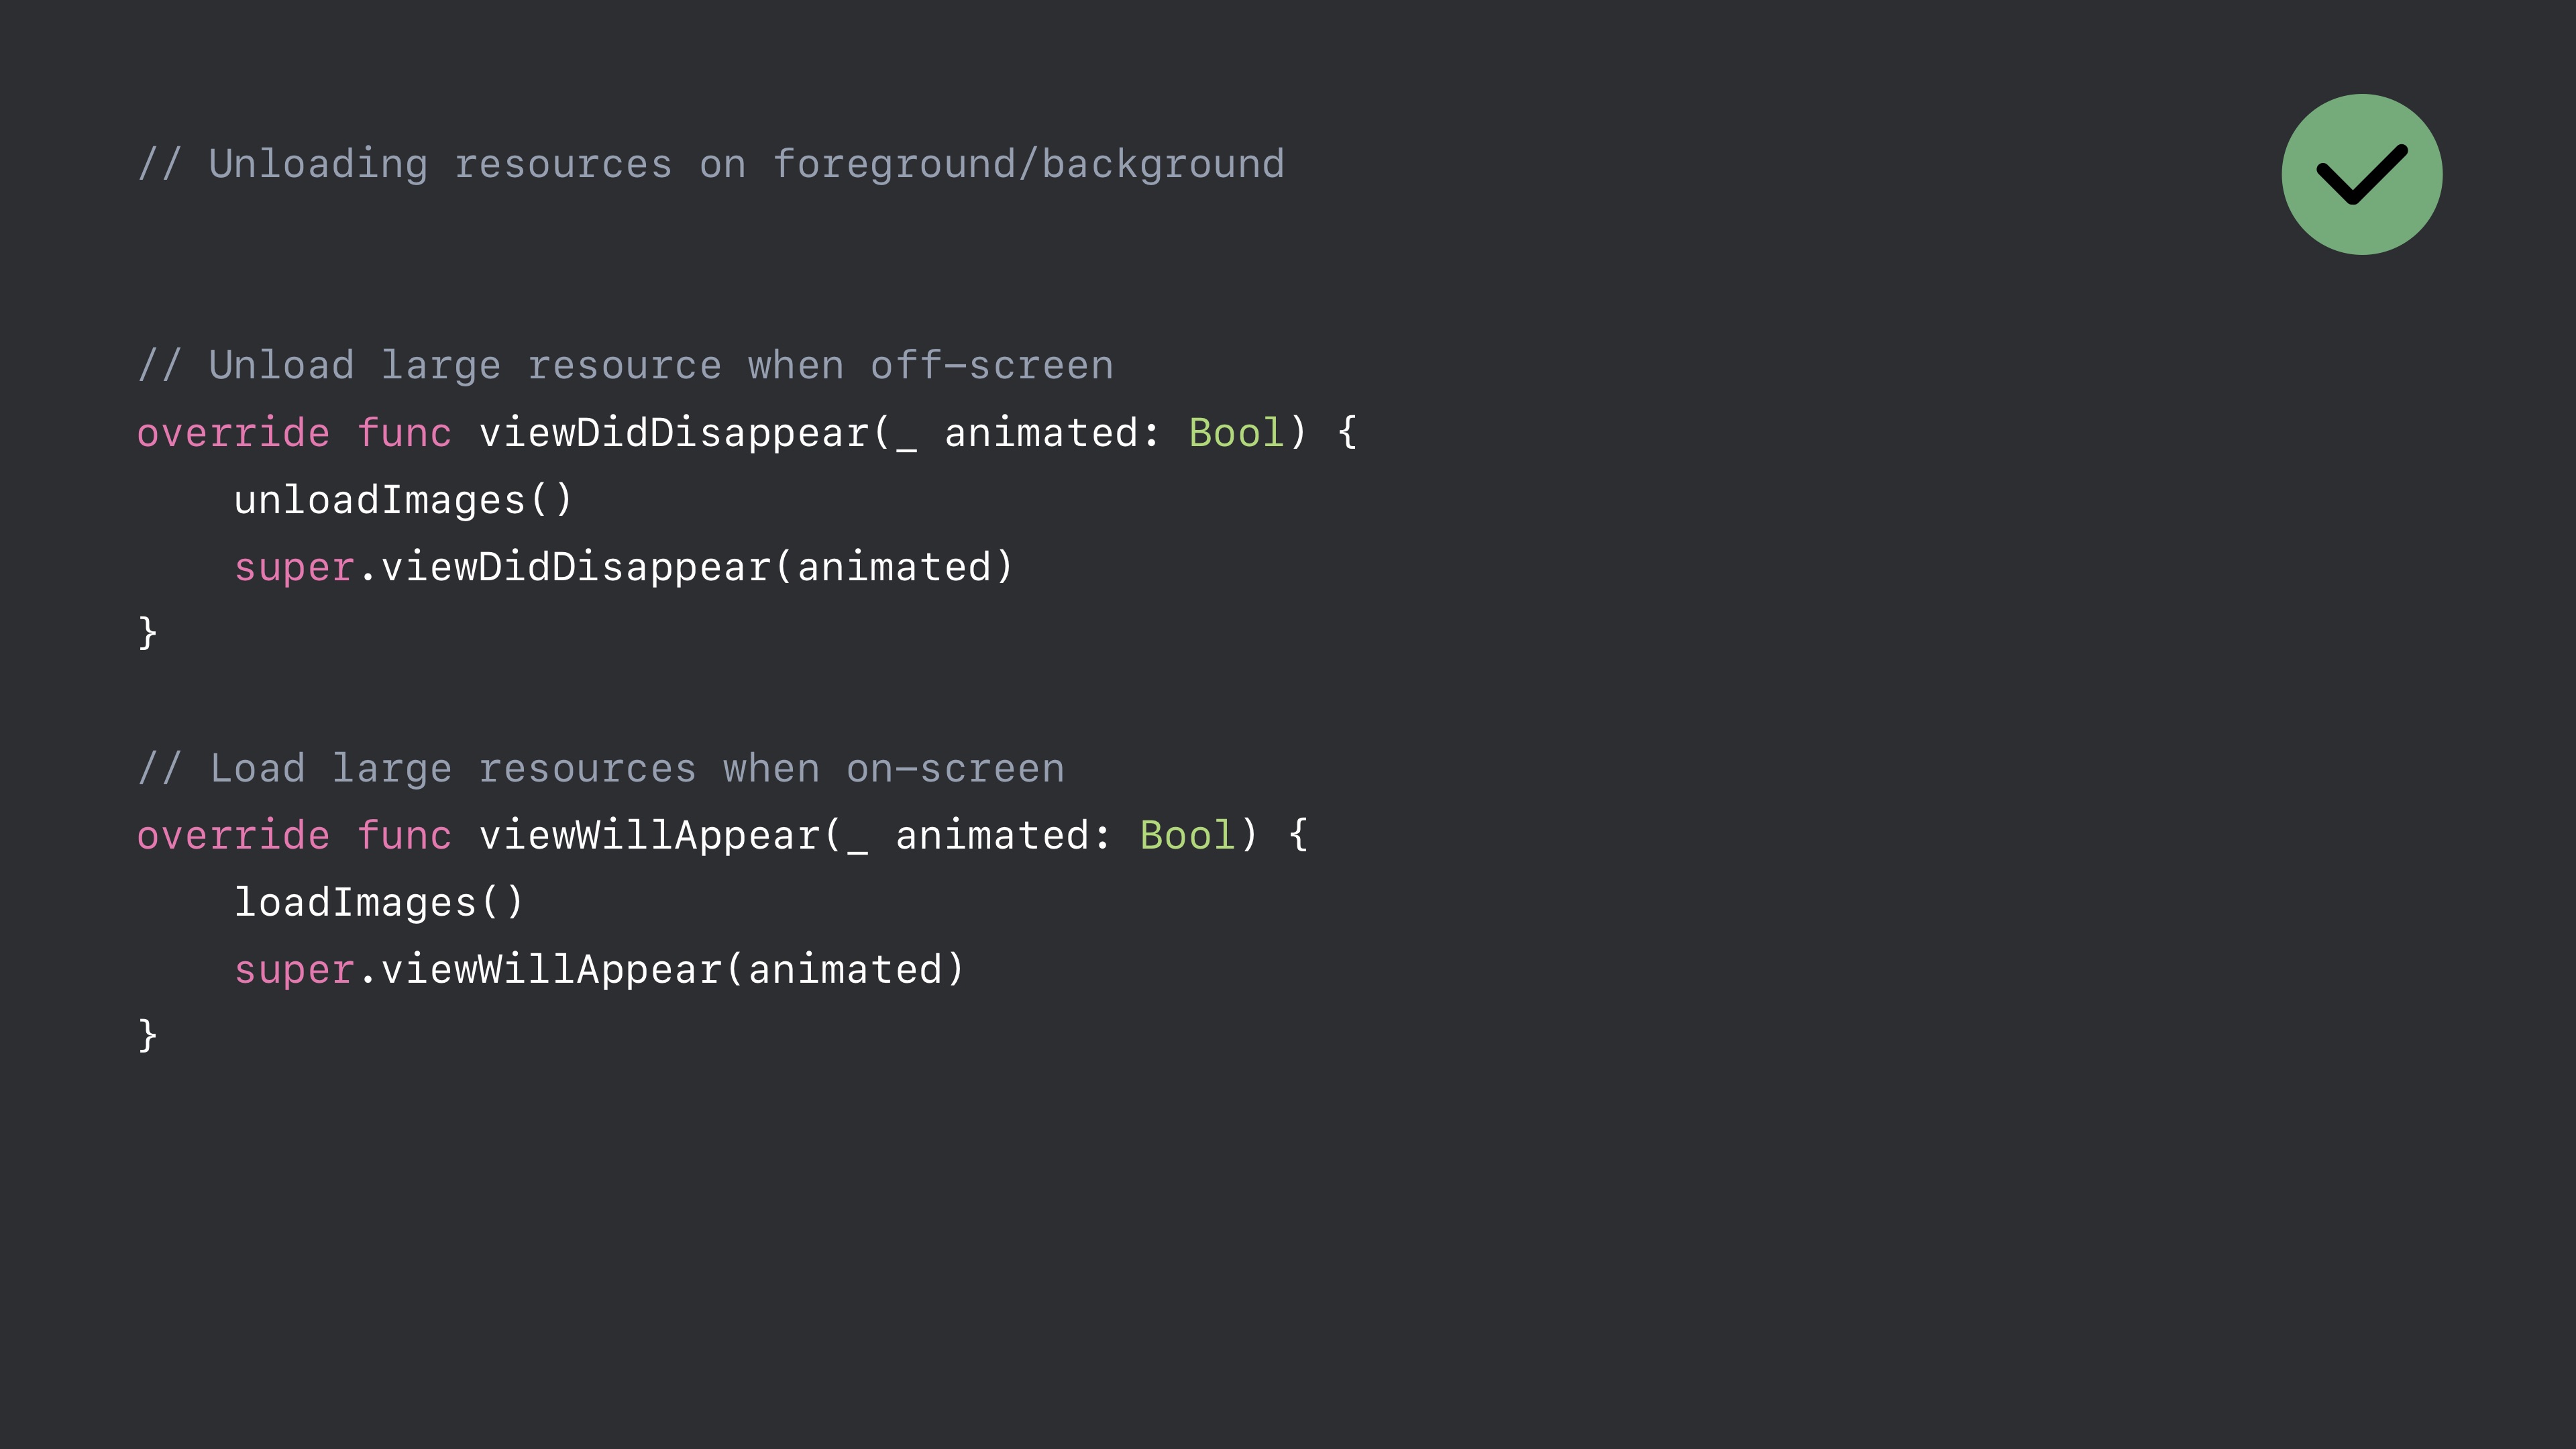 // Unloading resources on foreground/background
// Unload large resource when off-screen
override func viewDidDisappear(_ animated: Bool) {
    unloadImages()
    super.viewDidDisappear(animated)
}
// Load large resources when on-screen
override func viewWillAppear(_ animated: Bool) {
    loadImages()
    super.viewWillAppear(animated)
}